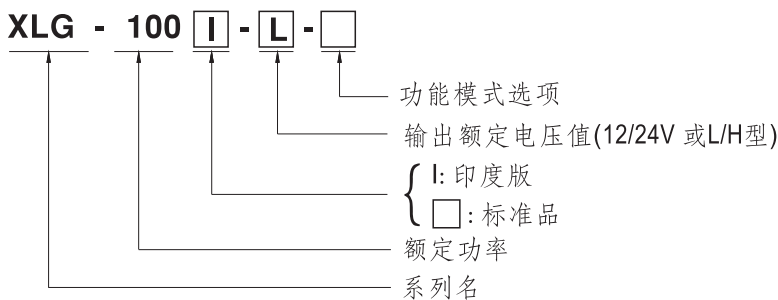 XLG - 100 I - L - □
功能模式选项
输出额定电压值(12/24V 或L/H型)
I: 印度版
□: 标准品
额定功率
系列名